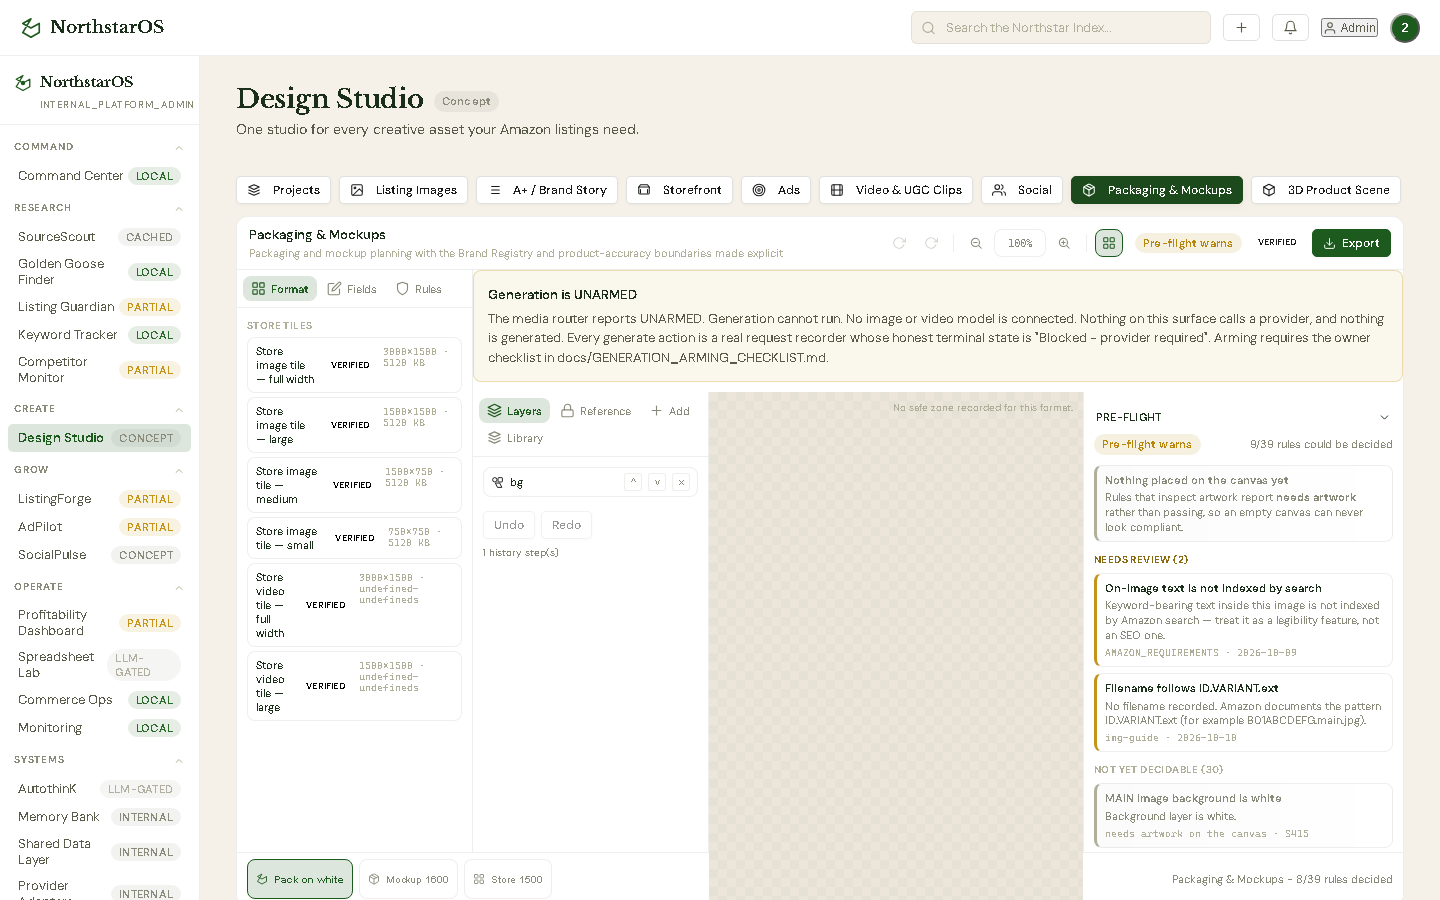 NorthstarOS
Search the Northstar Index...
Admin
2
NorthstarOS
INTERNAL_PLATFORM_ADMIN
COMMAND
Command Center LOCAL
RESEARCH
SourceScout CACHED
Golden Goose
Finder LOCAL
Listing Guardian PARTIAL
Keyword Tracker LOCAL
Competitor
Monitor PARTIAL
CREATE
Design Studio CONCEPT
GROW
ListingForge PARTIAL
AdPilot PARTIAL
SocialPulse CONCEPT
OPERATE
Profitability
Dashboard PARTIAL
Spreadsheet
Lab LLM-
GATED
Commerce Ops LOCAL
Monitoring LOCAL
SYSTEMS
AutothinK LLM-GATED
Memory Bank INTERNAL
Shared Data
Layer INTERNAL
Provider
INTERNAL
Design Studio Concept
One studio for every creative asset your Amazon listings need.
Projects
Listing Images
A+ / Brand Story
Storefront
Ads
Video & UGC Clips
Social
Packaging & Mockups
3D Product Scene
Packaging & Mockups
Packaging and mockup planning with the Brand Registry and product-accuracy boundaries made explicit
100%
Pre-flight warns
VERIFIED
Export
Format
Fields
Rules
STORE TILES
Store
image tile
— full width
VERIFIED
3000×1500 ·
5120 KB
Store
image tile
— large
VERIFIED
1500×1500 ·
5120 KB
Store image
tile —
medium
VERIFIED
1500×750 ·
5120 KB
Store image
tile — small
VERIFIED
750×750 ·
5120 KB
Store
video
tile —
full
width
VERIFIED
3000×1500 ·
undefined–
undefineds
Store
video
tile —
large
VERIFIED
1500×1500 ·
undefined–
undefineds
Generation is UNARMED
The media router reports UNARMED. Generation cannot run. No image or video model is connected. Nothing on this surface calls a provider, and nothing
is generated. Every generate action is a real request recorder whose honest terminal state is "Blocked - provider required". Arming requires the owner
checklist in docs/GENERATION_ARMING_CHECKLIST.md.
Layers
Reference
Add
Library
bg
^
v
×
Undo
Redo
1 history step(s)
No safe zone recorded for this format.
PRE-FLIGHT
Pre-flight warns
9/39 rules could be decided
Nothing placed on the canvas yet
Rules that inspect artwork report needs artwork
rather than passing, so an empty canvas can never
look compliant.
NEEDS REVIEW (2)
On-image text is not indexed by search
Keyword-bearing text inside this image is not indexed
by Amazon search — treat it as a legibility feature, not
an SEO one.
AMAZON_REQUIREMENTS · 2026-10-09
Filename follows ID.VARIANT.ext
No filename recorded. Amazon documents the pattern
ID.VARIANT.ext (for example B01ABCDEFG.main.jpg).
img-guide · 2026-10-10
NOT YET DECIDABLE (30)
MAIN image background is white
Background layer is white.
needs artwork on the canvas · S415
Pack on white
Mockup 1600
Store 1500
Packaging & Mockups - 8/39 rules decided